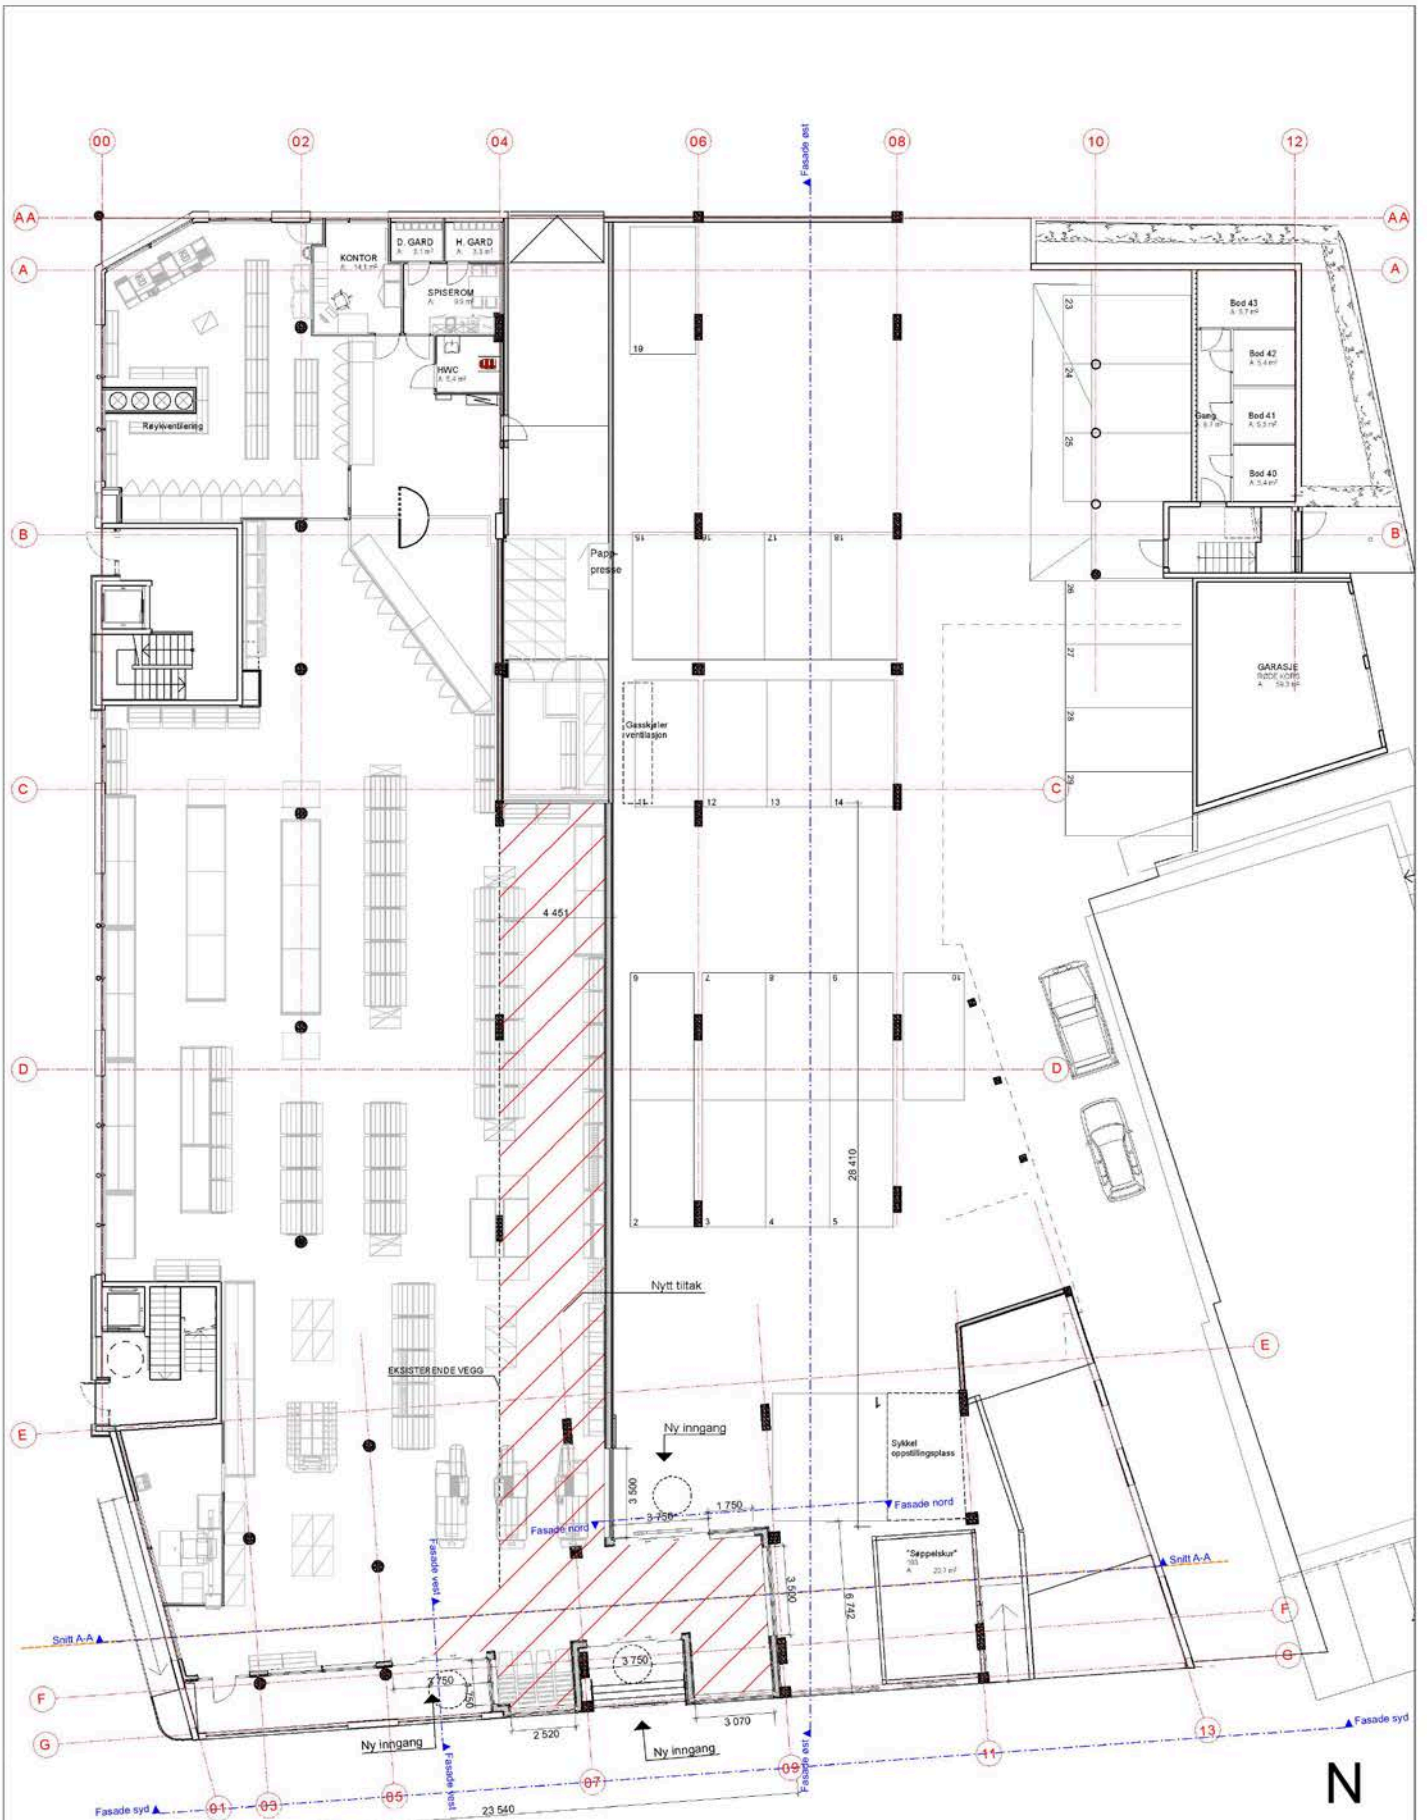 Fasade øst
00
02
04
06
08
10
12
AA
AA
D. GARD
H. GARD
KONTOR
A
A
SPISEROM
23
Bod 43
19
HWC
Bod 42
24
Bod 41
Gang
Røykventilering
25
Bod 40
B
15
16
17
18
B
Papp-
presse
26
27
GARASJE
RØDE KORS
28
Gasskjøler
ventilasjon
29
C
11
12
13
14
C
4 451
6
7
8
9
10
D
D
28 410
2
3
4
5
Nytt tiltak
E
EKSISTERENDE VEGG
1
Ny inngang
E
Sykkel
oppstillingsplass
3 500
1 750
3 750
Fasade nord
Fasade nord
"Søppelskur"
Fasade vest
Snitt A-A
3 500
6 742
F
Snitt A-A
G
3 750
3 750
F
2 520
3 070
G
Ny inngang
Ny inngang
13
Fasade syd
11
09
07
Fasade vest
Fasade øst
05
03
01
Fasade syd
23 540
N